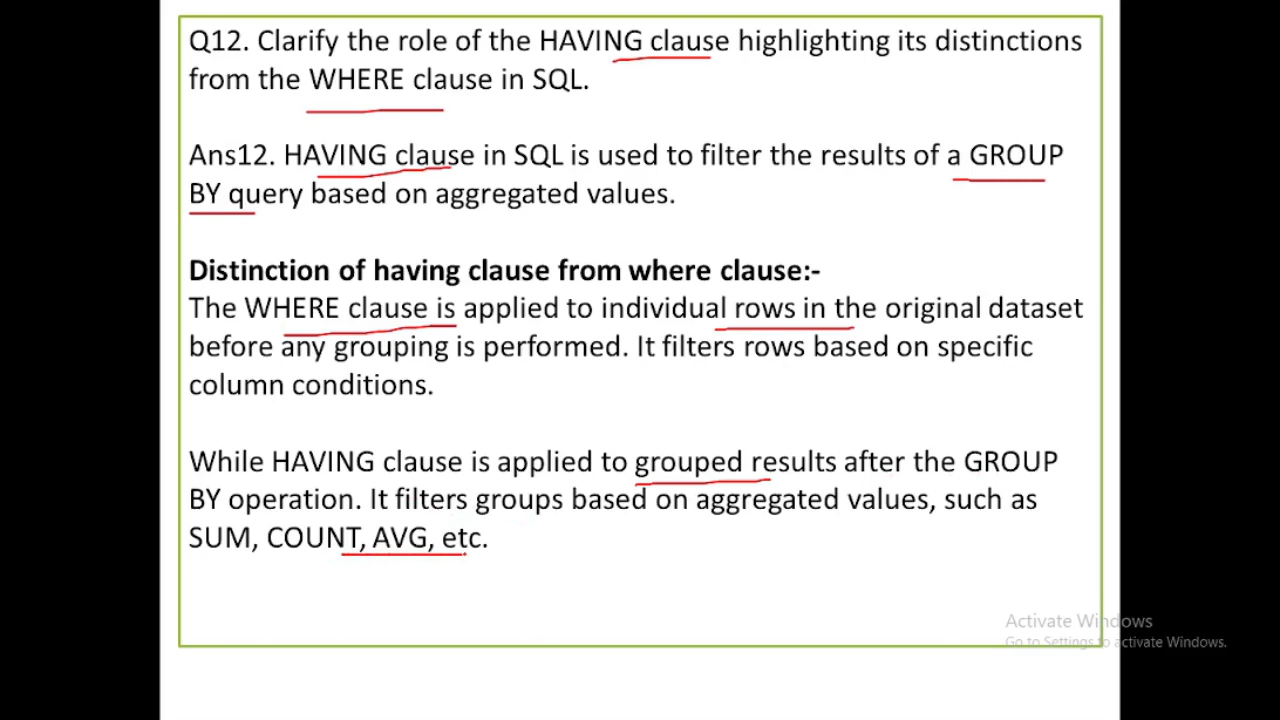 Q12. Clarify the role of the HAVING clause highlighting its distinctions
from the WHERE clause in SQL.
Ans12. HAVING clause in SQL is used to filter the results of a GROUP
BY query based on aggregated values.
Distinction of having clause from where clause:-
The WHERE clause is applied to individual rows in the original dataset
before any grouping is performed. It filters rows based on specific
column conditions.
While HAVING clause is applied to grouped results after the GROUP
BY operation. It filters groups based on aggregated values, such as
SUM, COUNT, AVG, etc.
Activate Windows
Go to Settings to activate Windows.